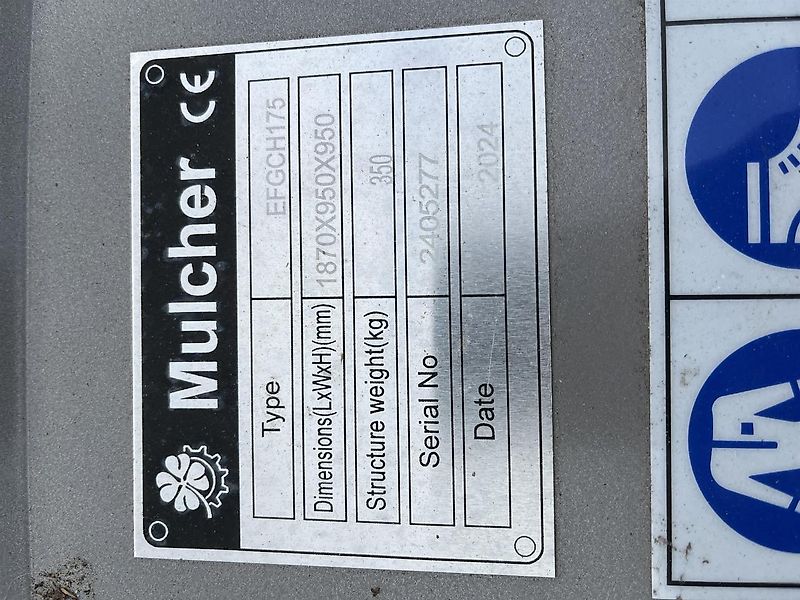 Mulcher CE
Type EFGCH175
Dimensions(LxWxH)(mm) 1870X950X950
Structure weight(kg) 350
Serial No 2405277
Date 2024